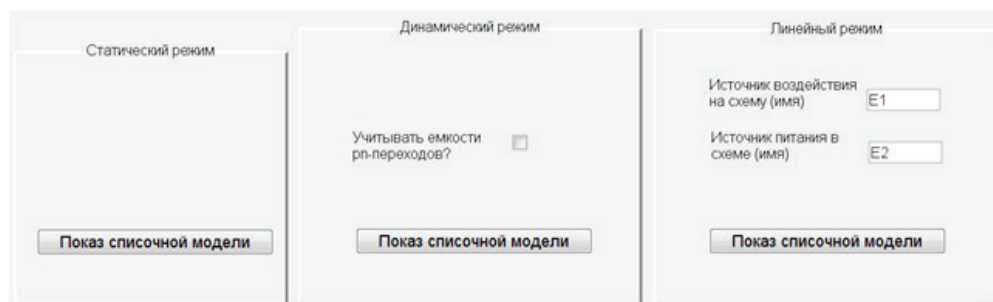 Статический режим
Показ списочной модели
Динамический режим
Учитывать емкости
pn-переходов?
Показ списочной модели
Линейный режим
Источник воздействия
на схему (имя)
E1
Источник питания в
схеме (имя)
E2
Показ списочной модели